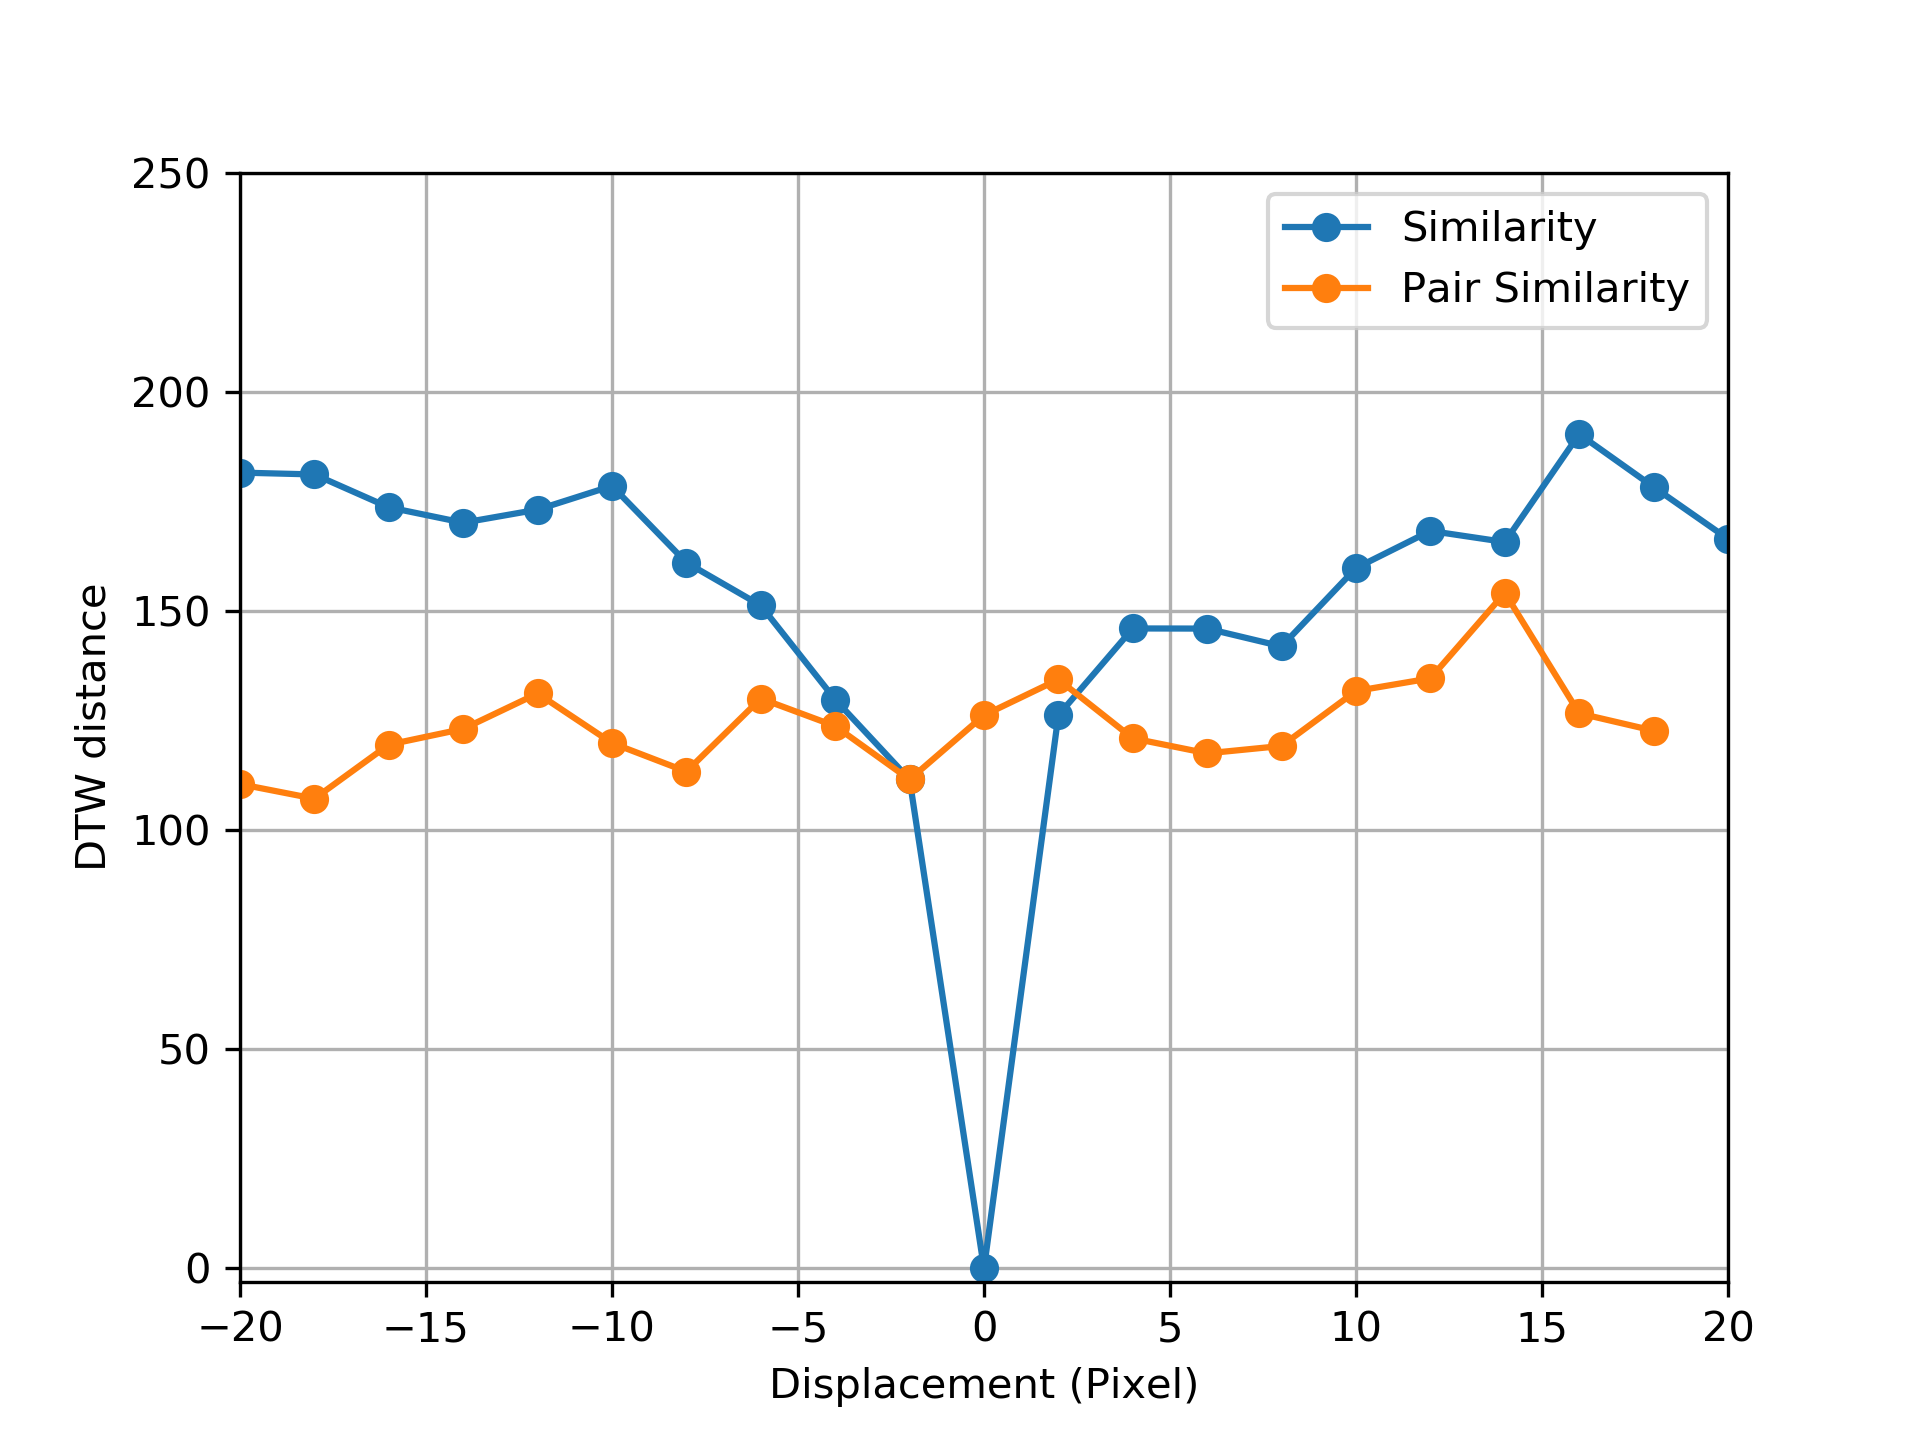 Similarity
Pair Similarity
250
200
150
100
50
0
DTW distance
−20 −15 −10 −5 0 5 10 15 20
Displacement (Pixel)